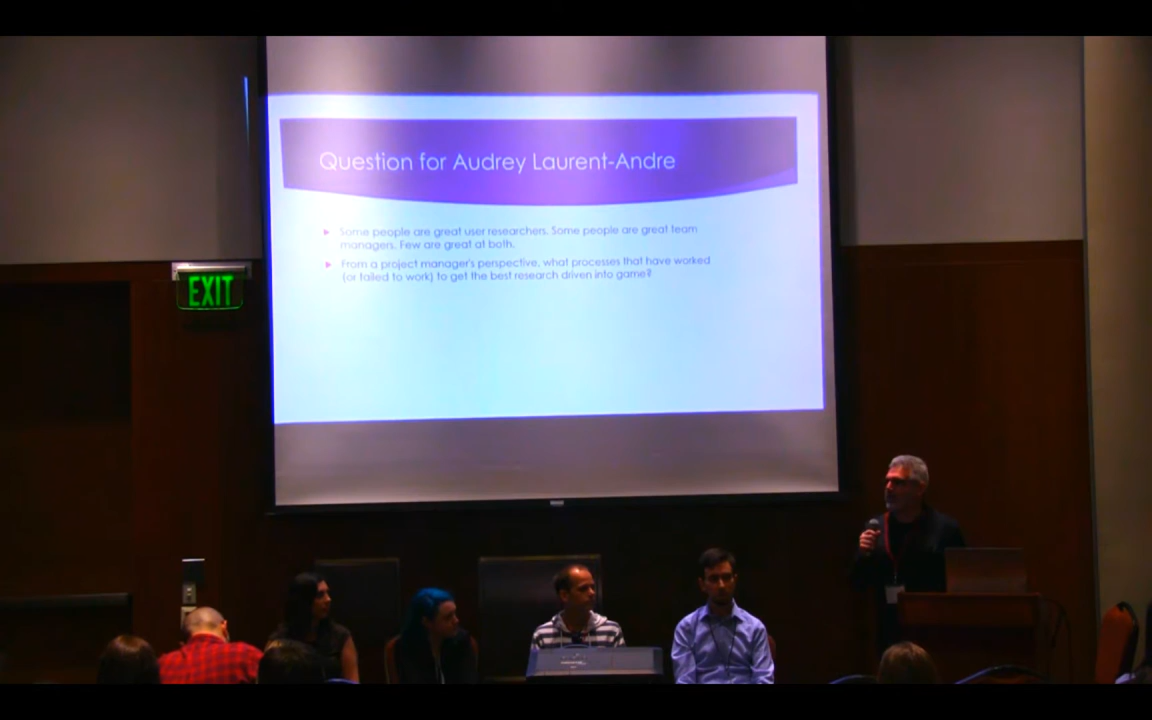 Question for Audrey Laurent-Andre
Some people are great user researchers. Some people are great team
managers. Few are great at both.
From a project manager's perspective, what processes that have worked
(or failed to work) to get the best research driven into game?
EXIT